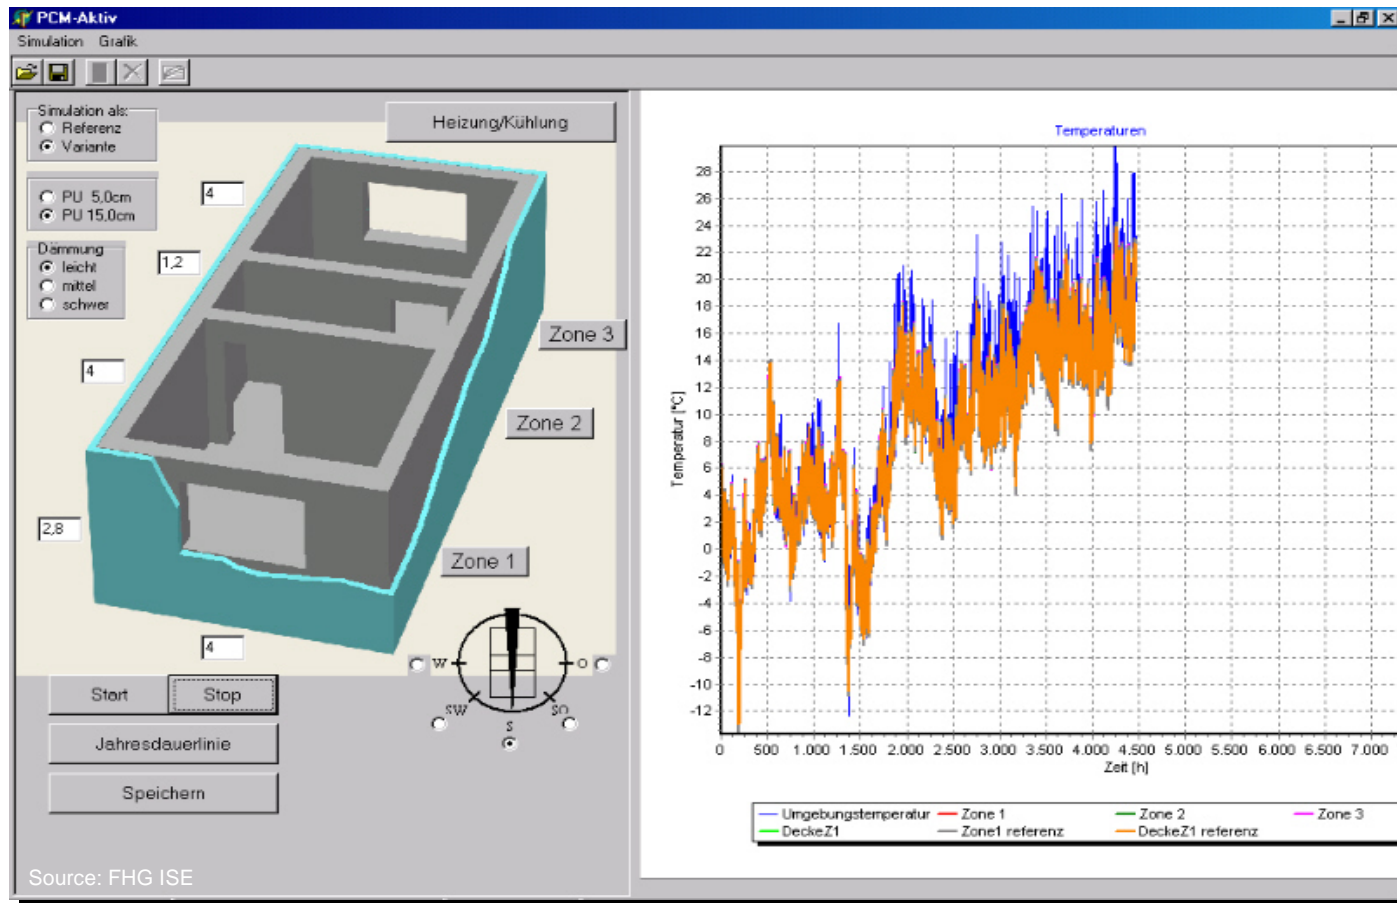 PCM-Aktiv
Simulation Grafik
Simulation als:
Referenz
Variante
Heizung/Kühlung
PU 5,0cm
PU 15,0cm
Dämmung
leicht
mittel
schwer
4
1,2
4
2,8
4
Zone 3
Zone 2
Zone 1
W
O
SW
S
SO
Start Stop
Jahresdauerlinie
Speichern
Source: FHG ISE
Temperaturen
Temperatur [°C]
28
26
24
22
20
18
16
14
12
10
8
6
4
2
0
-2
-4
-6
-8
-10
-12
0 500 1.000 1.500 2.000 2.500 3.000 3.500 4.000 4.500 5.000 5.500 6.000 6.500 7.000
Zeit [h]
Umgebungstemperatur Zone 1 Zone 2 Zone 3
DeckeZ1 Zone1 referenz DeckeZ1 referenz